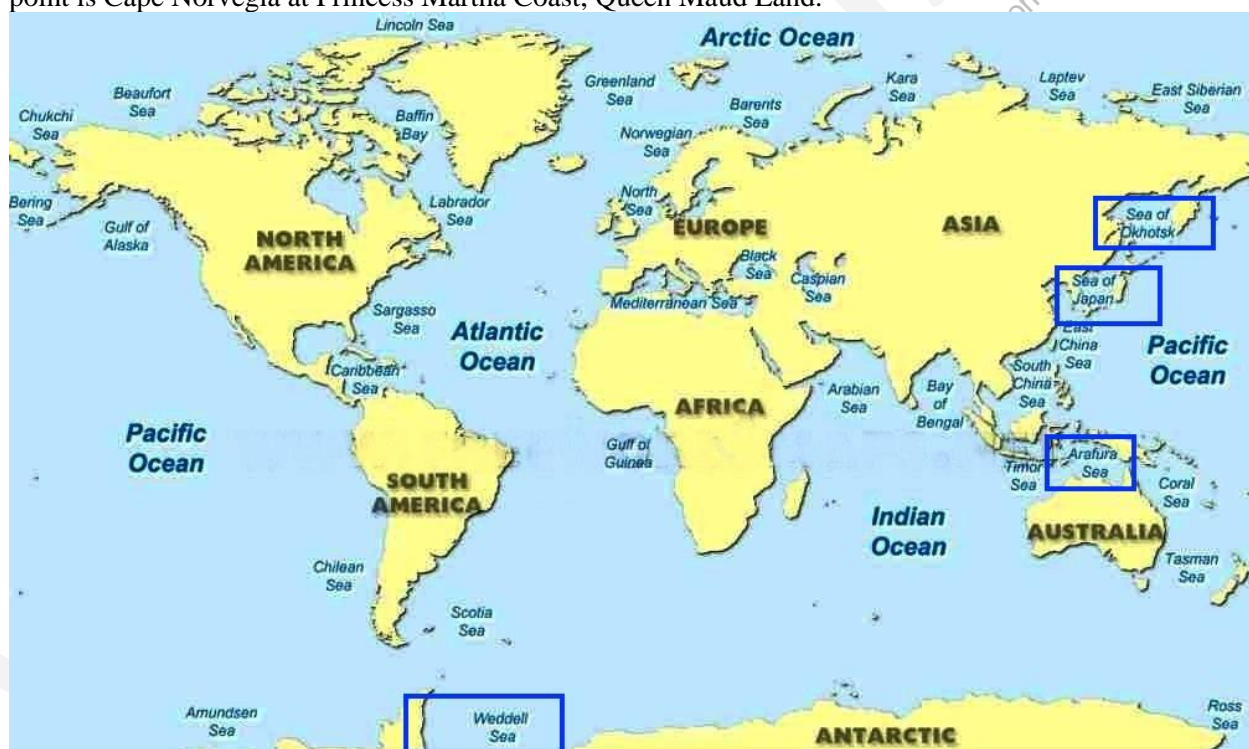 point is Cape Norvegia at Princess Martha Coast, Queen Maud Land.
Lincoln Sea
Arctic Ocean
Beaufort
Sea
Chukchi
Sea
Baffin
Bay
Greenland
Sea
Barents
Sea
Kara
Sea
Laptev
Sea
East Siberian
Sea
Norwegian
Sea
Bering
Sea
Gulf of
Alaska
Labrador
Sea
North
Sea
NORTH
AMERICA
EUROPE
ASIA
Sea of
Okhotsk
Black
Sea
Caspian
Sea
Sea of
Japan
Mediterranean Sea
Sargasso
Sea
Atlantic
Ocean
East
China
Sea
Pacific
Ocean
Caribbean
Sea
South
China
Sea
Arabian
Sea
Bay
of
Bengal
AFRICA
Pacific
Ocean
Gulf of
Guinea
Timor
Sea
Arafura
Sea
Coral
Sea
SOUTH
AMERICA
Indian
Ocean
AUSTRALIA
Tasman
Sea
Chilean
Sea
Scotia
Sea
Amundsen
Sea
Weddell
Sea
ANTARCTIC
Ross
Sea